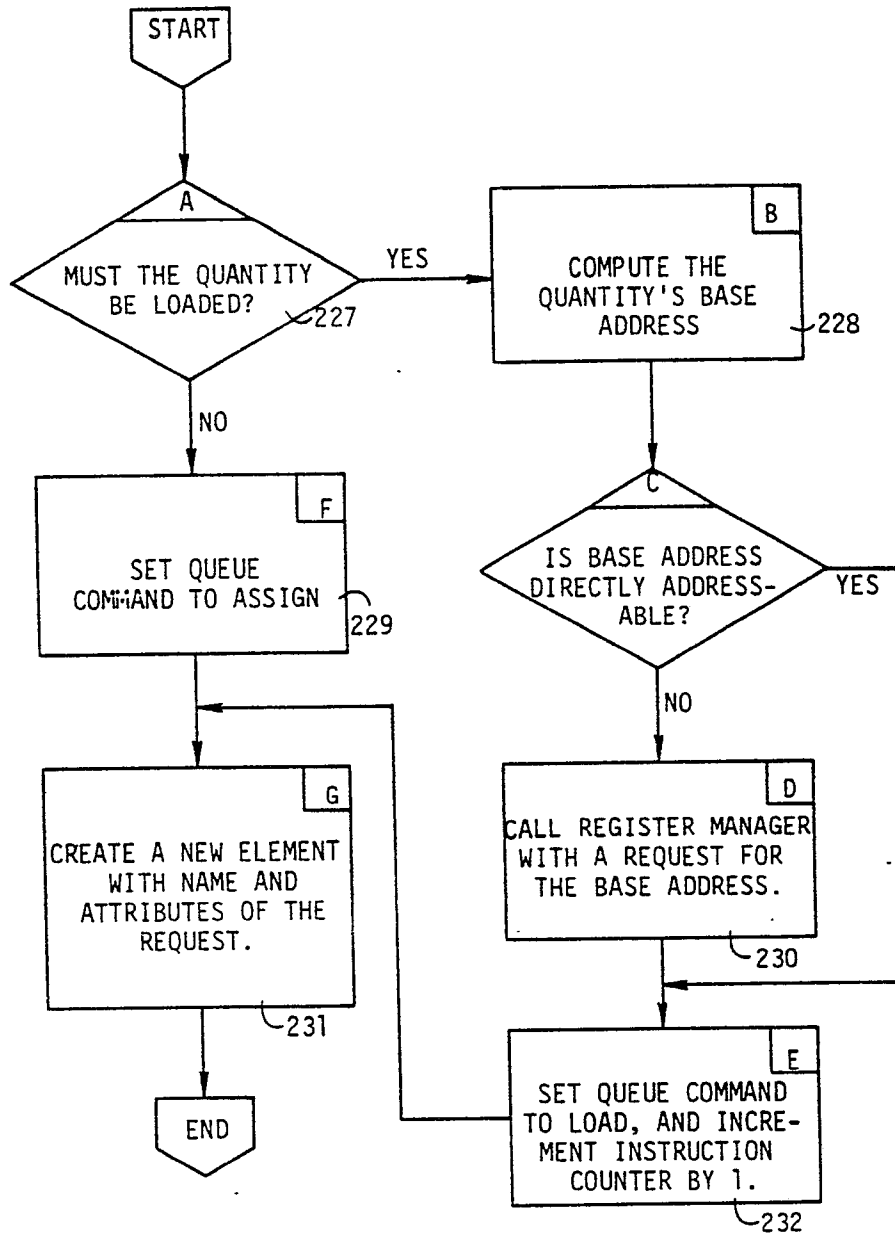 START
A
MUST THE QUANTITY
BE LOADED?
227
YES
B
COMPUTE THE
QUANTITY'S BASE
ADDRESS
228
NO
F
SET QUEUE
COMMAND TO ASSIGN
229
C
IS BASE ADDRESS
DIRECTLY ADDRESS-
ABLE?
YES
NO
G
CREATE A NEW ELEMENT
WITH NAME AND
ATTRIBUTES OF THE
REQUEST.
231
D
CALL REGISTER MANAGER
WITH A REQUEST FOR
THE BASE ADDRESS.
230
E
SET QUEUE COMMAND
TO LOAD, AND INCRE-
MENT INSTRUCTION
COUNTER BY 1.
232
END